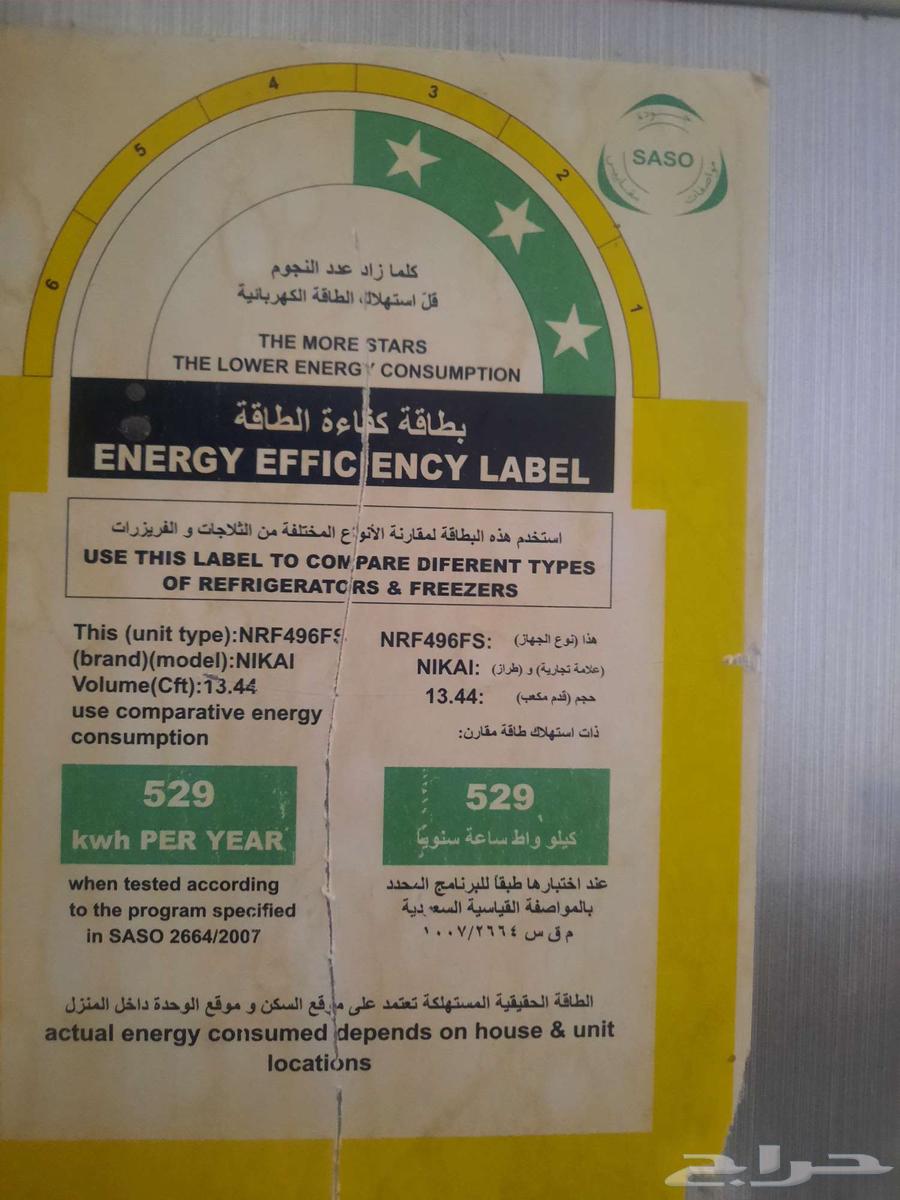 6
5
4
3
2
1
جودة
SASO
مقاييس
مواصفات
كلما زاد عدد النجوم
قلّ استهلاك الطاقة الكهربائية
THE MORE STARS
THE LOWER ENERGY CONSUMPTION
بطاقة كفاءة الطاقة
ENERGY EFFICIENCY LABEL
استخدم هذه البطاقة لمقارنة الأنواع المختلفة من الثلاجات و الفريزرات
USE THIS LABEL TO COMPARE DIFERENT TYPES
OF REFRIGERATORS & FREEZERS
This (unit type):NRF496FS
(brand)(model):NIKAI
Volume(Cft):13.44
use comparative energy
consumption
هذا (نوع الجهاز) :NRF496FS
(علامة تجارية) و (طراز) :NIKAI
حجم (قدم مكعب) :13.44
ذات استهلاك طاقة مقارن:
529
kwh PER YEAR
529
كيلو واط ساعة سنويا
when tested according
to the program specified
in SASO 2664/2007
عند اختبارها طبقا للبرنامج المحدد
بالمواصفة القياسية السعودية
م ق س ٢٦٦٤/١٠٠٧
الطاقة الحقيقية المستهلكة تعتمد على موقع السكن و موقع الوحدة داخل المنزل
actual energy consumed depends on house & unit
locations
حراج